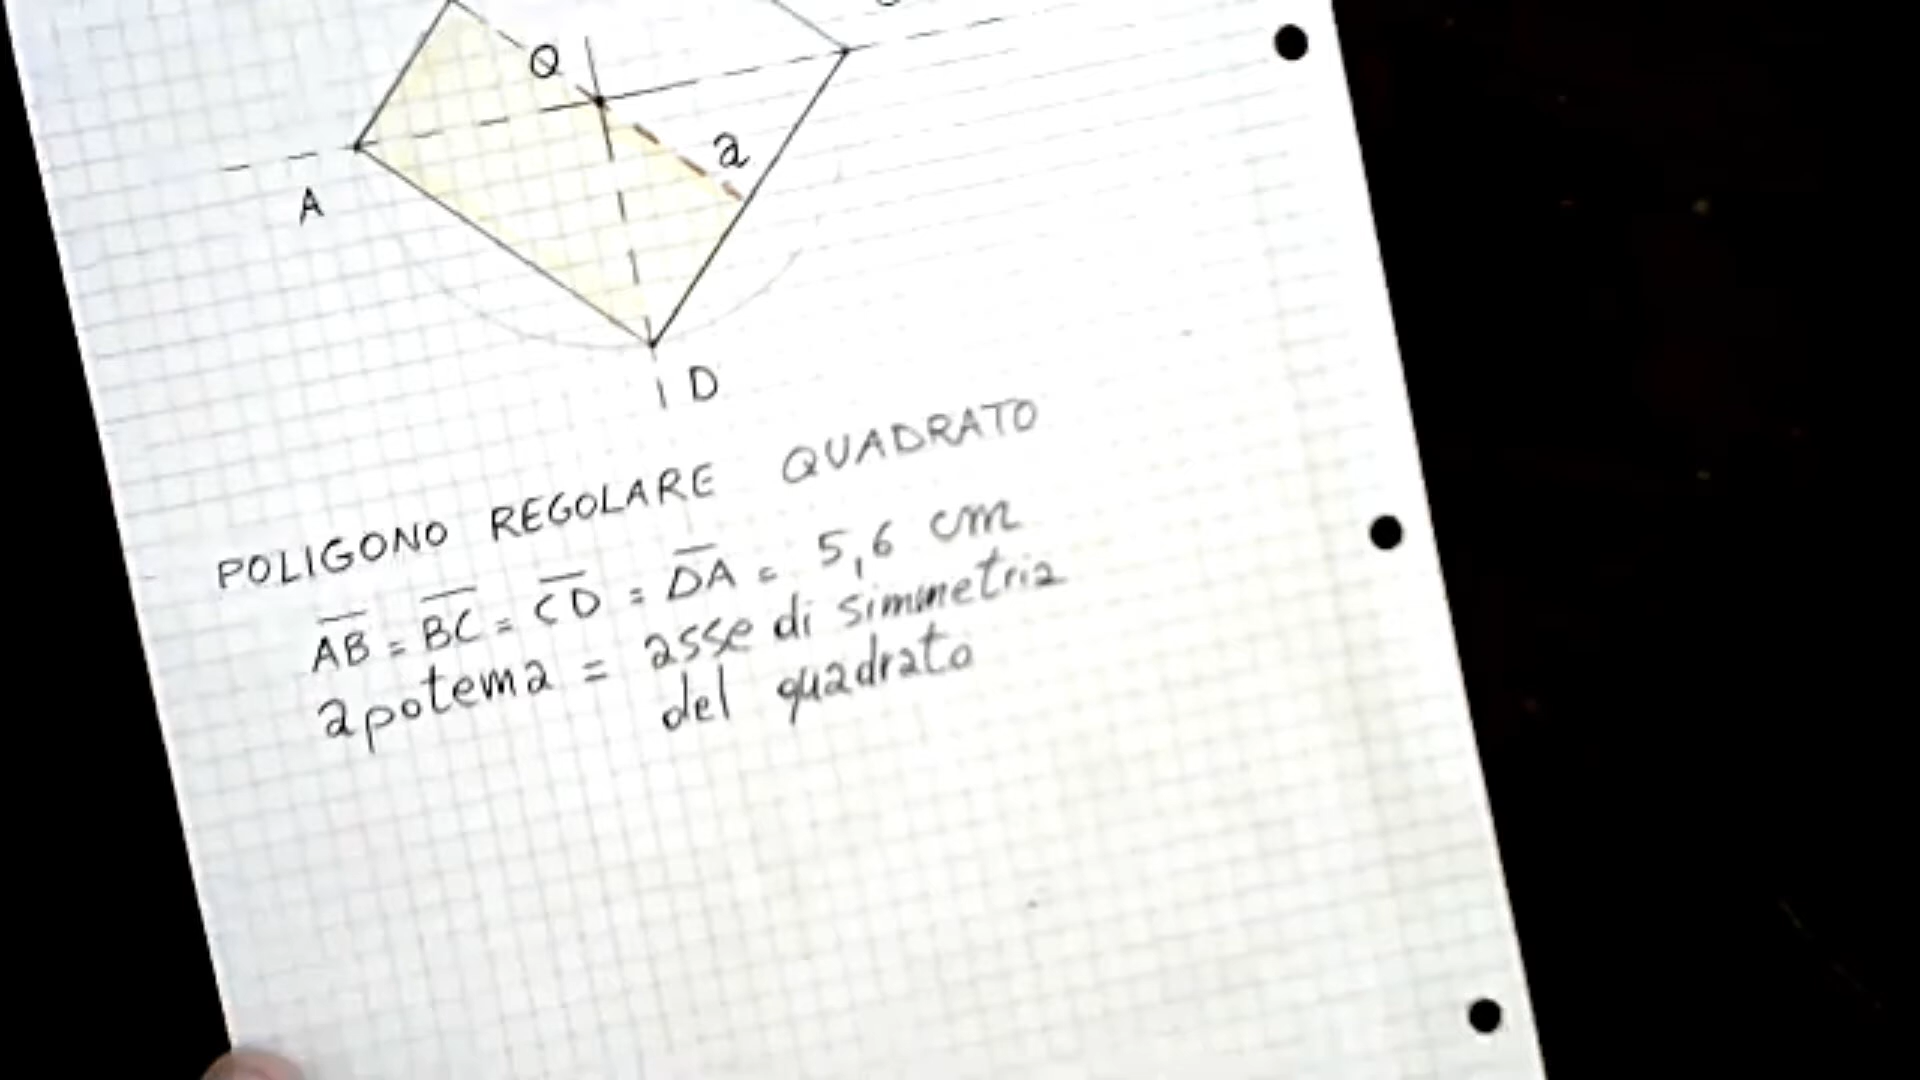 Q
a
A
D
POLIGONO REGOLARE QUADRATO
AB = BC = CD = DA = 5,6 cm
apotema = asse di simmetria
del quadrato